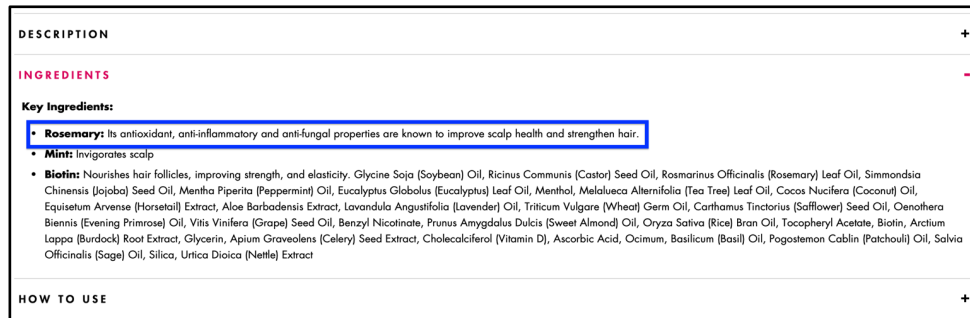 DESCRIPTION +
INGREDIENTS −
Key Ingredients:
• Rosemary: Its antioxidant, anti-inflammatory and anti-fungal properties are known to improve scalp health and strengthen hair.
• Mint: Invigorates scalp
• Biotin: Nourishes hair follicles, improving strength, and elasticity. Glycine Soja (Soybean) Oil, Ricinus Communis (Castor) Seed Oil, Rosmarinus Officinalis (Rosemary) Leaf Oil, Simmondsia
Chinensis (Jojoba) Seed Oil, Mentha Piperita (Peppermint) Oil, Eucalyptus Globolus (Eucalyptus) Leaf Oil, Menthol, Melaluca Alternifolia (Tea Tree) Leaf Oil, Cocos Nucifera (Coconut) Oil,
Equisetum Arvense (Horsetail) Extract, Aloe Barbadensis Extract, Lavandula Angustifolia (Lavender) Oil, Triticum Vulgare (Wheat) Germ Oil, Carthamus Tinctorius (Safflower) Seed Oil, Oenothera
Biennis (Evening Primrose) Oil, Vitis Vinifera (Grape) Seed Oil, Benzyl Nicotinate, Prunus Amygdalus Dulcis (Sweet Almond) Oil, Oryza Sativa (Rice) Bran Oil, Tocopheryl Acetate, Biotin, Arctium
Lappa (Burdock) Root Extract, Glycerin, Apium Graveolens (Celery) Seed Extract, Cholecalciferol (Vitamin D), Ascorbic Acid, Ocimum, Basilicum (Basil) Oil, Pogostemon Cablin (Patchouli) Oil, Salvia
Officinalis (Sage) Oil, Silica, Urtica Dioica (Nettle) Extract
HOW TO USE +